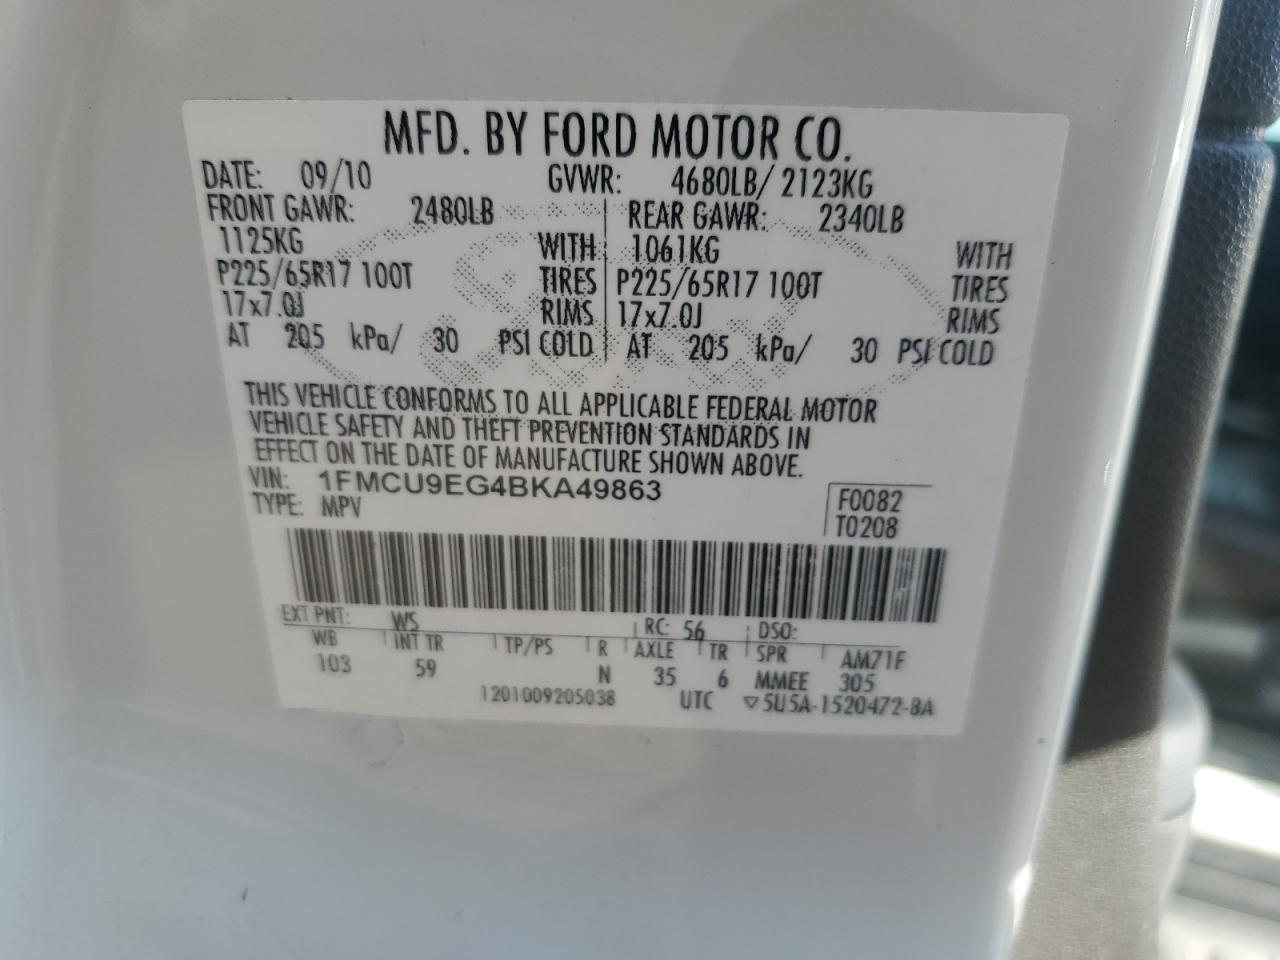 MFD. BY FORD MOTOR CO.
DATE: 09/10 GVWR: 4680LB/ 2123KG
FRONT GAWR: 2480LB REAR GAWR: 2340LB
1125KG WITH 1061KG WITH
P225/65R17 100T TIRES P225/65R17 100T TIRES
17x7.0J RIMS 17x7.0J RIMS
AT 205 kPa/ 30 PSI COLD AT 205 kPa/ 30 PSI COLD
THIS VEHICLE CONFORMS TO ALL APPLICABLE FEDERAL MOTOR
VEHICLE SAFETY AND THEFT PREVENTION STANDARDS IN
EFFECT ON THE DATE OF MANUFACTURE SHOWN ABOVE.
VIN: 1FMCU9EG4BKA49863
TYPE: MPV
F0082
T0208
EXT PNT: WS RC: 56 DSO:
WB INT TR TP/PS R AXLE TR SPR AM71F
103 59 N 35 6 MMEE 305
1201009205038 UTC ▽5U5A-1520472-BA